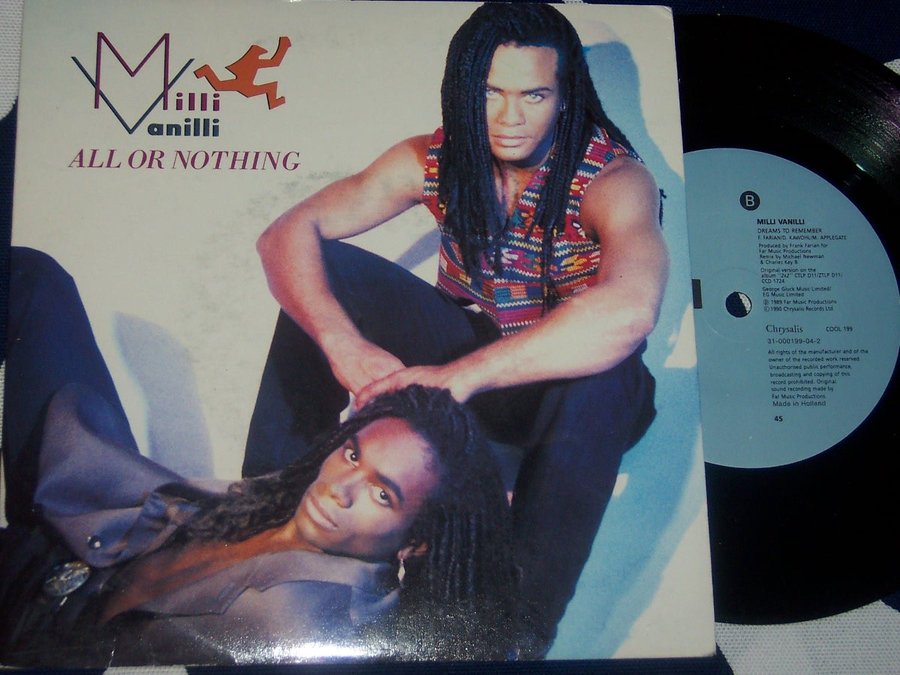 Milli
Vanilli
ALL OR NOTHING
B
MILLI VANILLI
DREAMS TO REMEMBER
F. FARIAN/D. KAWOHL/M. APPLEGATE
Produced by Frank Farian for
Far Music Productions
Remix by Michael Newman
& Charles Kay B
Original version on the
album "2x2" CTLP D11/ZTLP D11/
CCD-1724
George Glück Music Limited/
EG Music Limited
℗ 1989 Far Music Productions
© 1990 Chrysalis Records Ltd
Chrysalis COOL 199
31-000199-04-2
All rights of the manufacturer and of the
owner of the recorded work reserved
Unauthorised public performance,
broadcasting and copying of this
record prohibited. Original
sound recording made by
Far Music Productions
Made in Holland
45